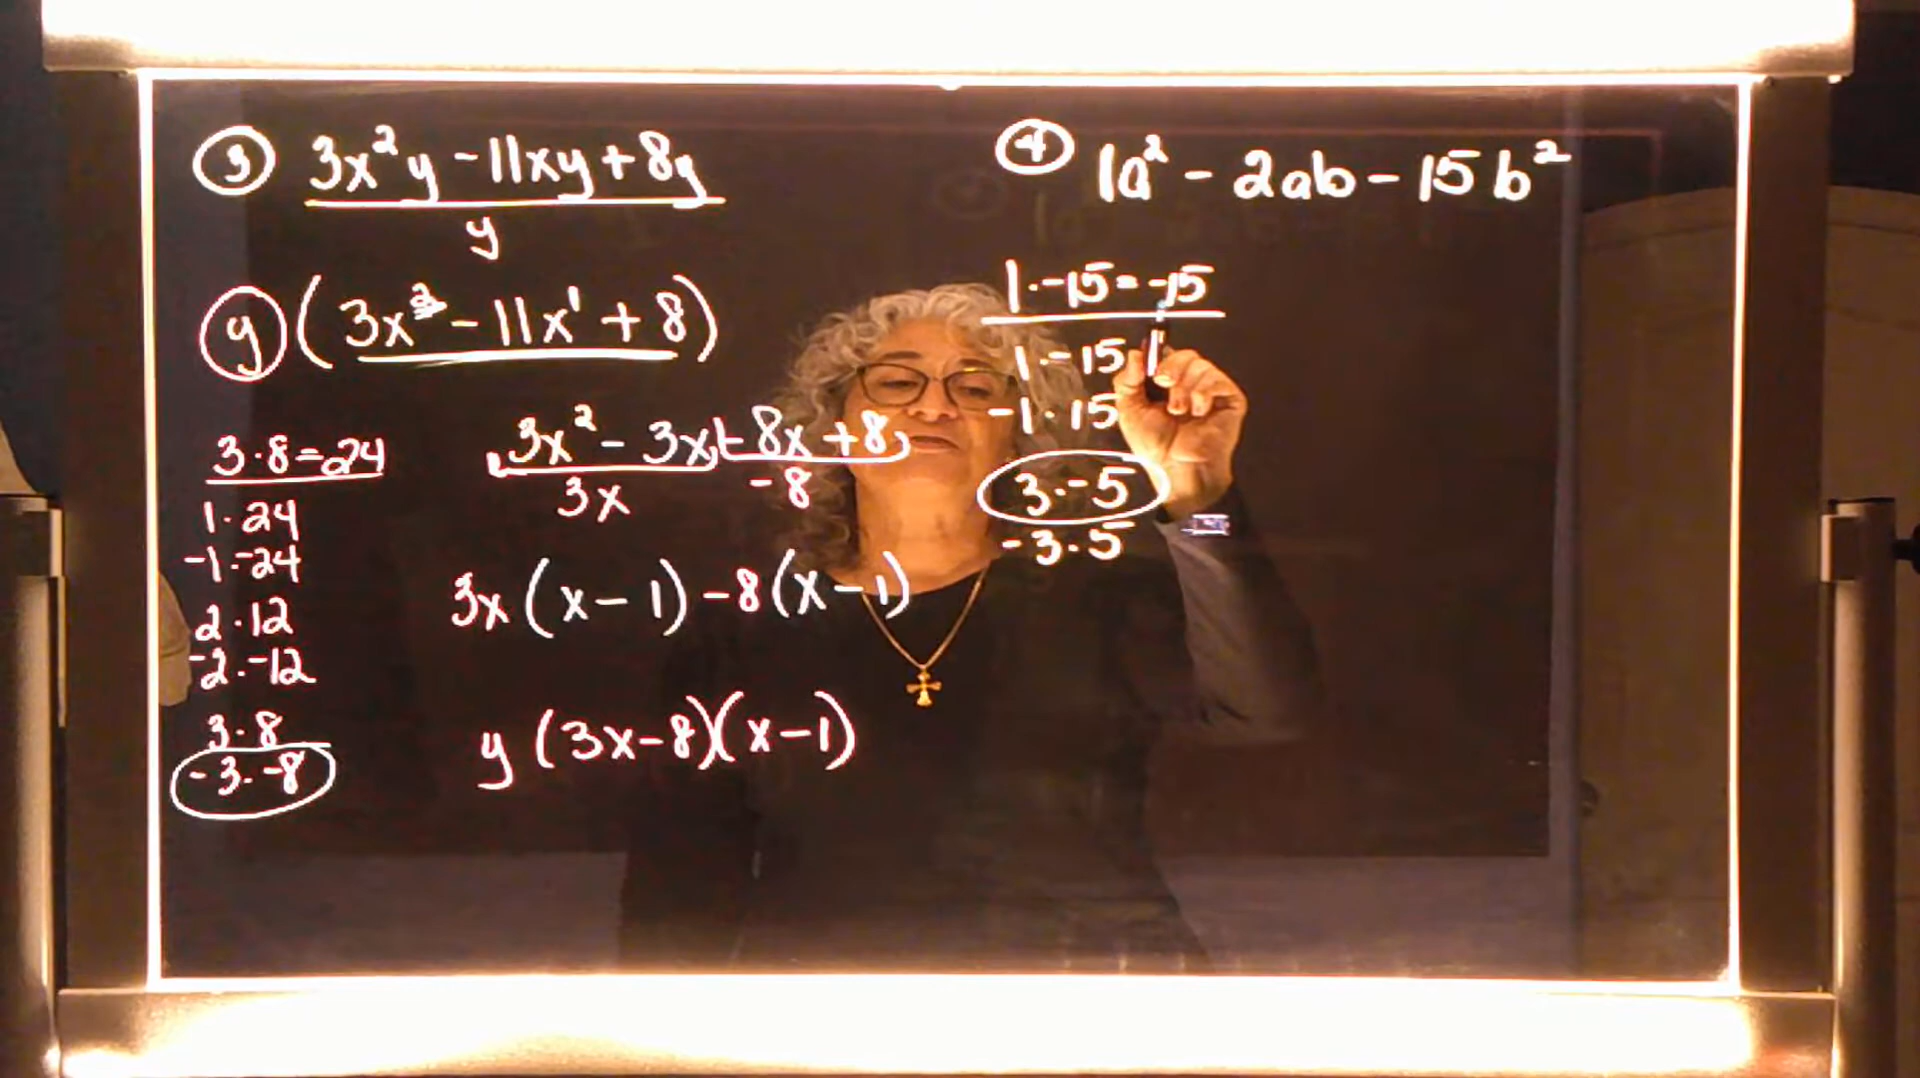 ③ 3x²y - 11xy + 8y
y
y (3x² - 11x¹ + 8)
3·8=24
1·24
-1·-24
2·12
-2·-12
3·8
-3·-8
3x² - 3x - 8x + 8
3x -8
3x (x - 1) - 8(x - 1)
y (3x - 8)(x - 1)
④ 1a² - 2ab - 15b²
1·-15=-15
1·-15
-1·15
3·-5
-3·5